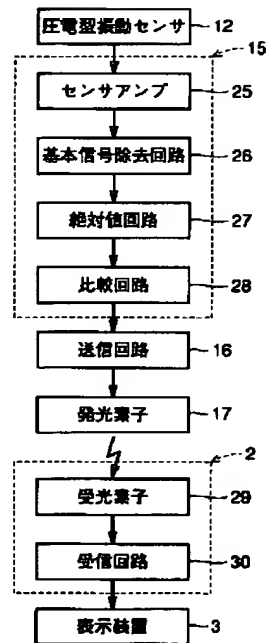 圧電型振動センサ 12
15
センサアンプ 25
基本信号除去回路 26
絶対値回路 27
比較回路 28
送信回路 16
発光素子 17
2
受光素子 29
受信回路 30
表示装置 3